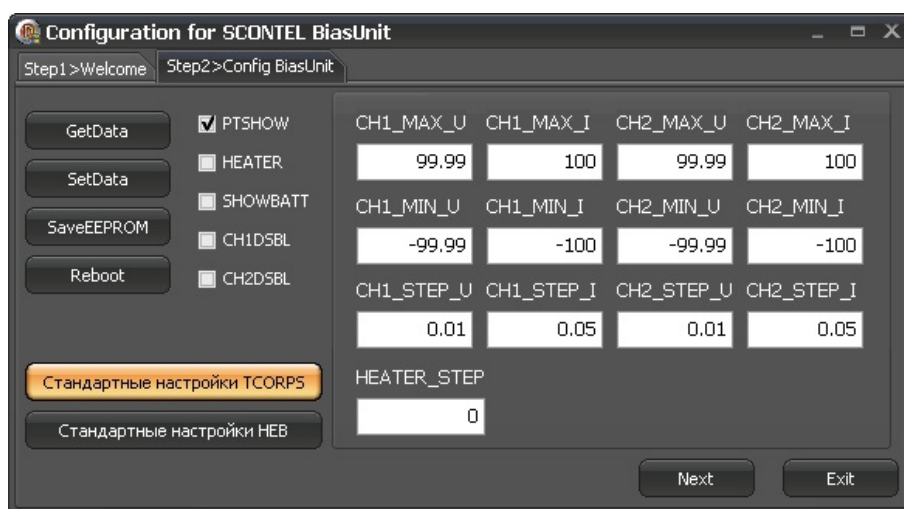 Configuration for SCONTEL BiasUnit
Step1>Welcome Step2>Config BiasUnit
GetData
SetData
SaveEEPROM
Reboot
PTSHOW
HEATER
SHOWBATT
CH1DSBL
CH2DSBL
CH1_MAX_U CH1_MAX_I CH2_MAX_U CH2_MAX_I
99.99 100 99.99 100
CH1_MIN_U CH1_MIN_I CH2_MIN_U CH2_MIN_I
-99.99 -100 -99.99 -100
CH1_STEP_U CH1_STEP_I CH2_STEP_U CH2_STEP_I
0.01 0.05 0.01 0.05
HEATER_STEP
0
Стандартные настройки TCORPS
Стандартные настройки HEB
Next Exit